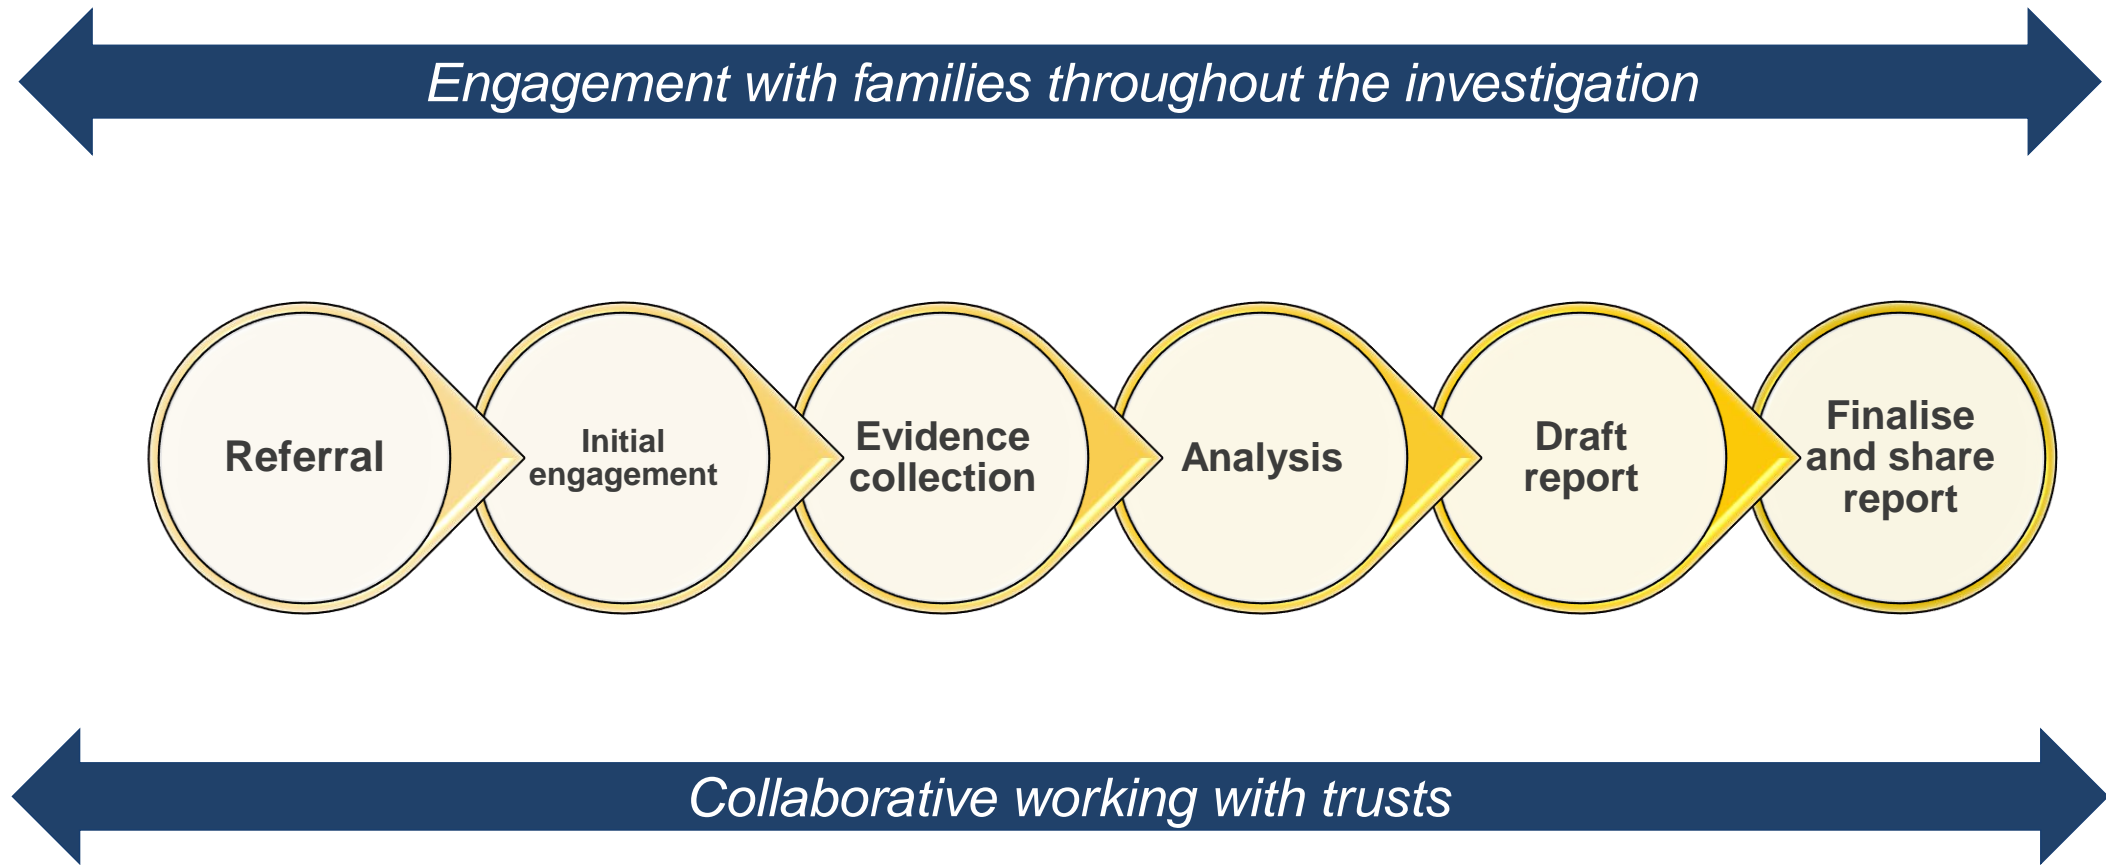 Engagement with families throughout the investigation
Referral
Initial
engagement
Evidence
collection
Analysis
Draft
report
Finalise
and share
report
Collaborative working with trusts